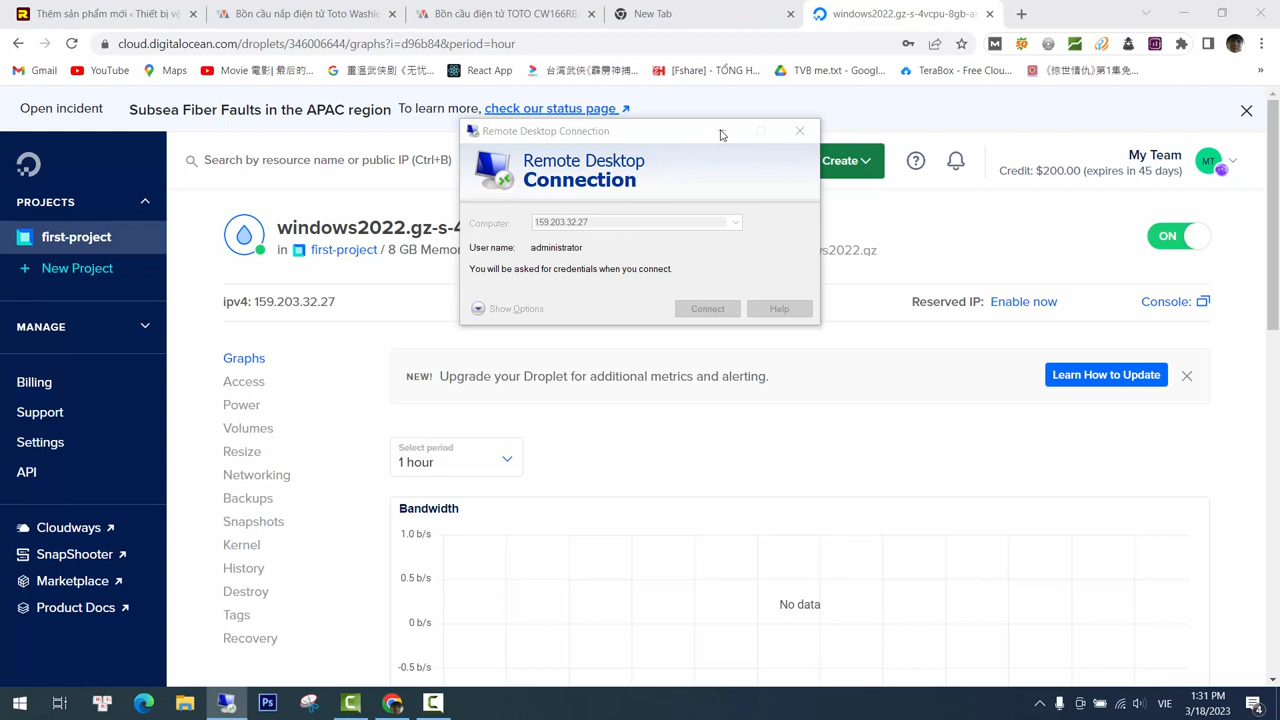 Thêm sản phẩm mới ‹ Thiết bị vệ
Bồn cầu nắp điện tử Toto Washle
Bồn cầu điện tử TOTO CW166RB/
New Tab
windows2022.gz-s-4vcpu-8gb-a
cloud.digitalocean.com/droplets/346006644/graphs?i=d96384&period=hour
Gmail
YouTube
Maps
Movie 電影| 最后的...
重溫武俠劇《天龍...
React App
台湾武侠《霹雳神捕...
[Fshare] - TỔNG H...
TVB me.txt - Googl...
TeraBox - Free Clou...
《惊世情仇》第1集免...
»
Open incident
Subsea Fiber Faults in the APAC region
To learn more, check our status page
Remote Desktop Connection
Remote Desktop
Connection
Computer:
159.203.32.27
User name:
administrator
You will be asked for credentials when you connect.
Show Options
Connect
Help
Search by resource name or public IP (Ctrl+B)
Create
My Team
Credit: $200.00 (expires in 45 days)
MT
PROJECTS
first-project
+ New Project
MANAGE
Billing
Support
Settings
API
Cloudways
SnapShooter
Marketplace
Product Docs
windows2022.gz-s-4
in first-project / 8 GB Memor
ON
ipv4: 159.203.32.27
Reserved IP: Enable now
Console:
Graphs
Access
Power
Volumes
Resize
Networking
Backups
Snapshots
Kernel
History
Destroy
Tags
Recovery
NEW! Upgrade your Droplet for additional metrics and alerting.
Learn How to Update
Select period
1 hour
Bandwidth
1.0 b/s
0.5 b/s
0 b/s
-0.5 b/s
No data
Ps
VIE
1:31 PM
3/18/2023
4